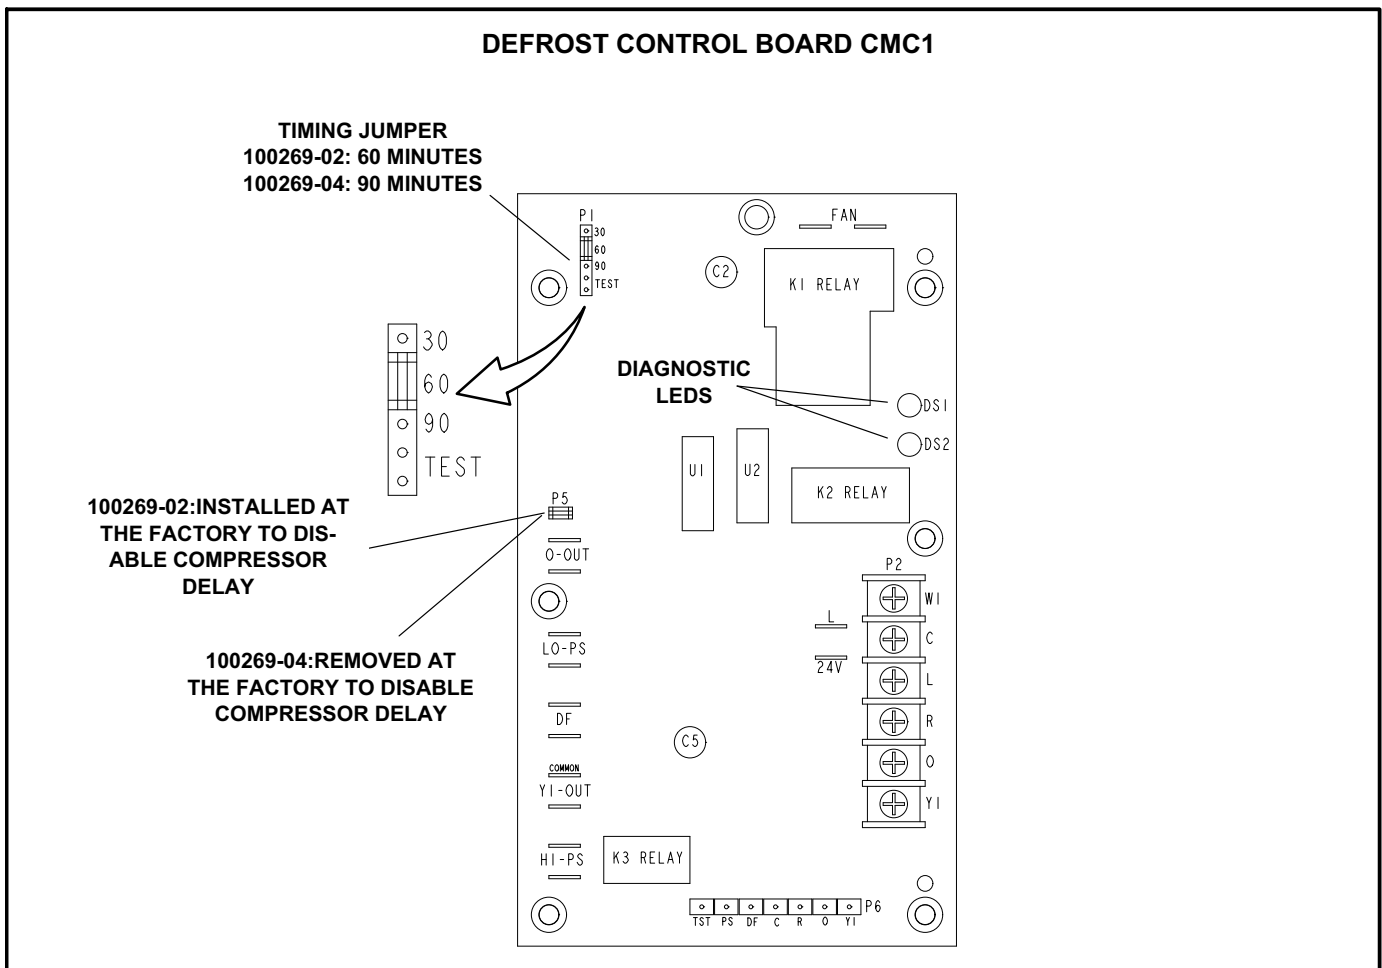 DEFROST CONTROL BOARD CMC1
TIMING JUMPER
100269-02: 60 MINUTES
100269-04: 90 MINUTES
P1
30
60
90
TEST
FAN
C2
K1 RELAY
30
60
90
TEST
DIAGNOSTIC
LEDS
DS1
DS2
U1
U2
K2 RELAY
100269-02:INSTALLED AT
THE FACTORY TO DIS-
ABLE COMPRESSOR
DELAY
P5
O-OUT
P2
W1
C
L
R
O
Y1
L
24V
LO-PS
100269-04:REMOVED AT
THE FACTORY TO DISABLE
COMPRESSOR DELAY
DF
C5
COMMON
Y1-OUT
HI-PS
K3 RELAY
P6
TST PS DF C R O Y1